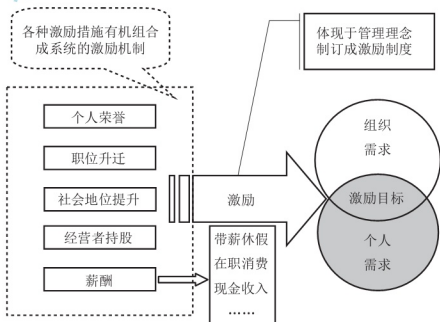 各种激励措施有机组合
成系统的激励机制
体现于管理理念
制订成激励制度
个人荣誉
职位升迁
社会地位提升
经营者持股
薪酬
激励
带薪休假
在职消费
现金收入
……
组织
需求
激励目标
个人
需求